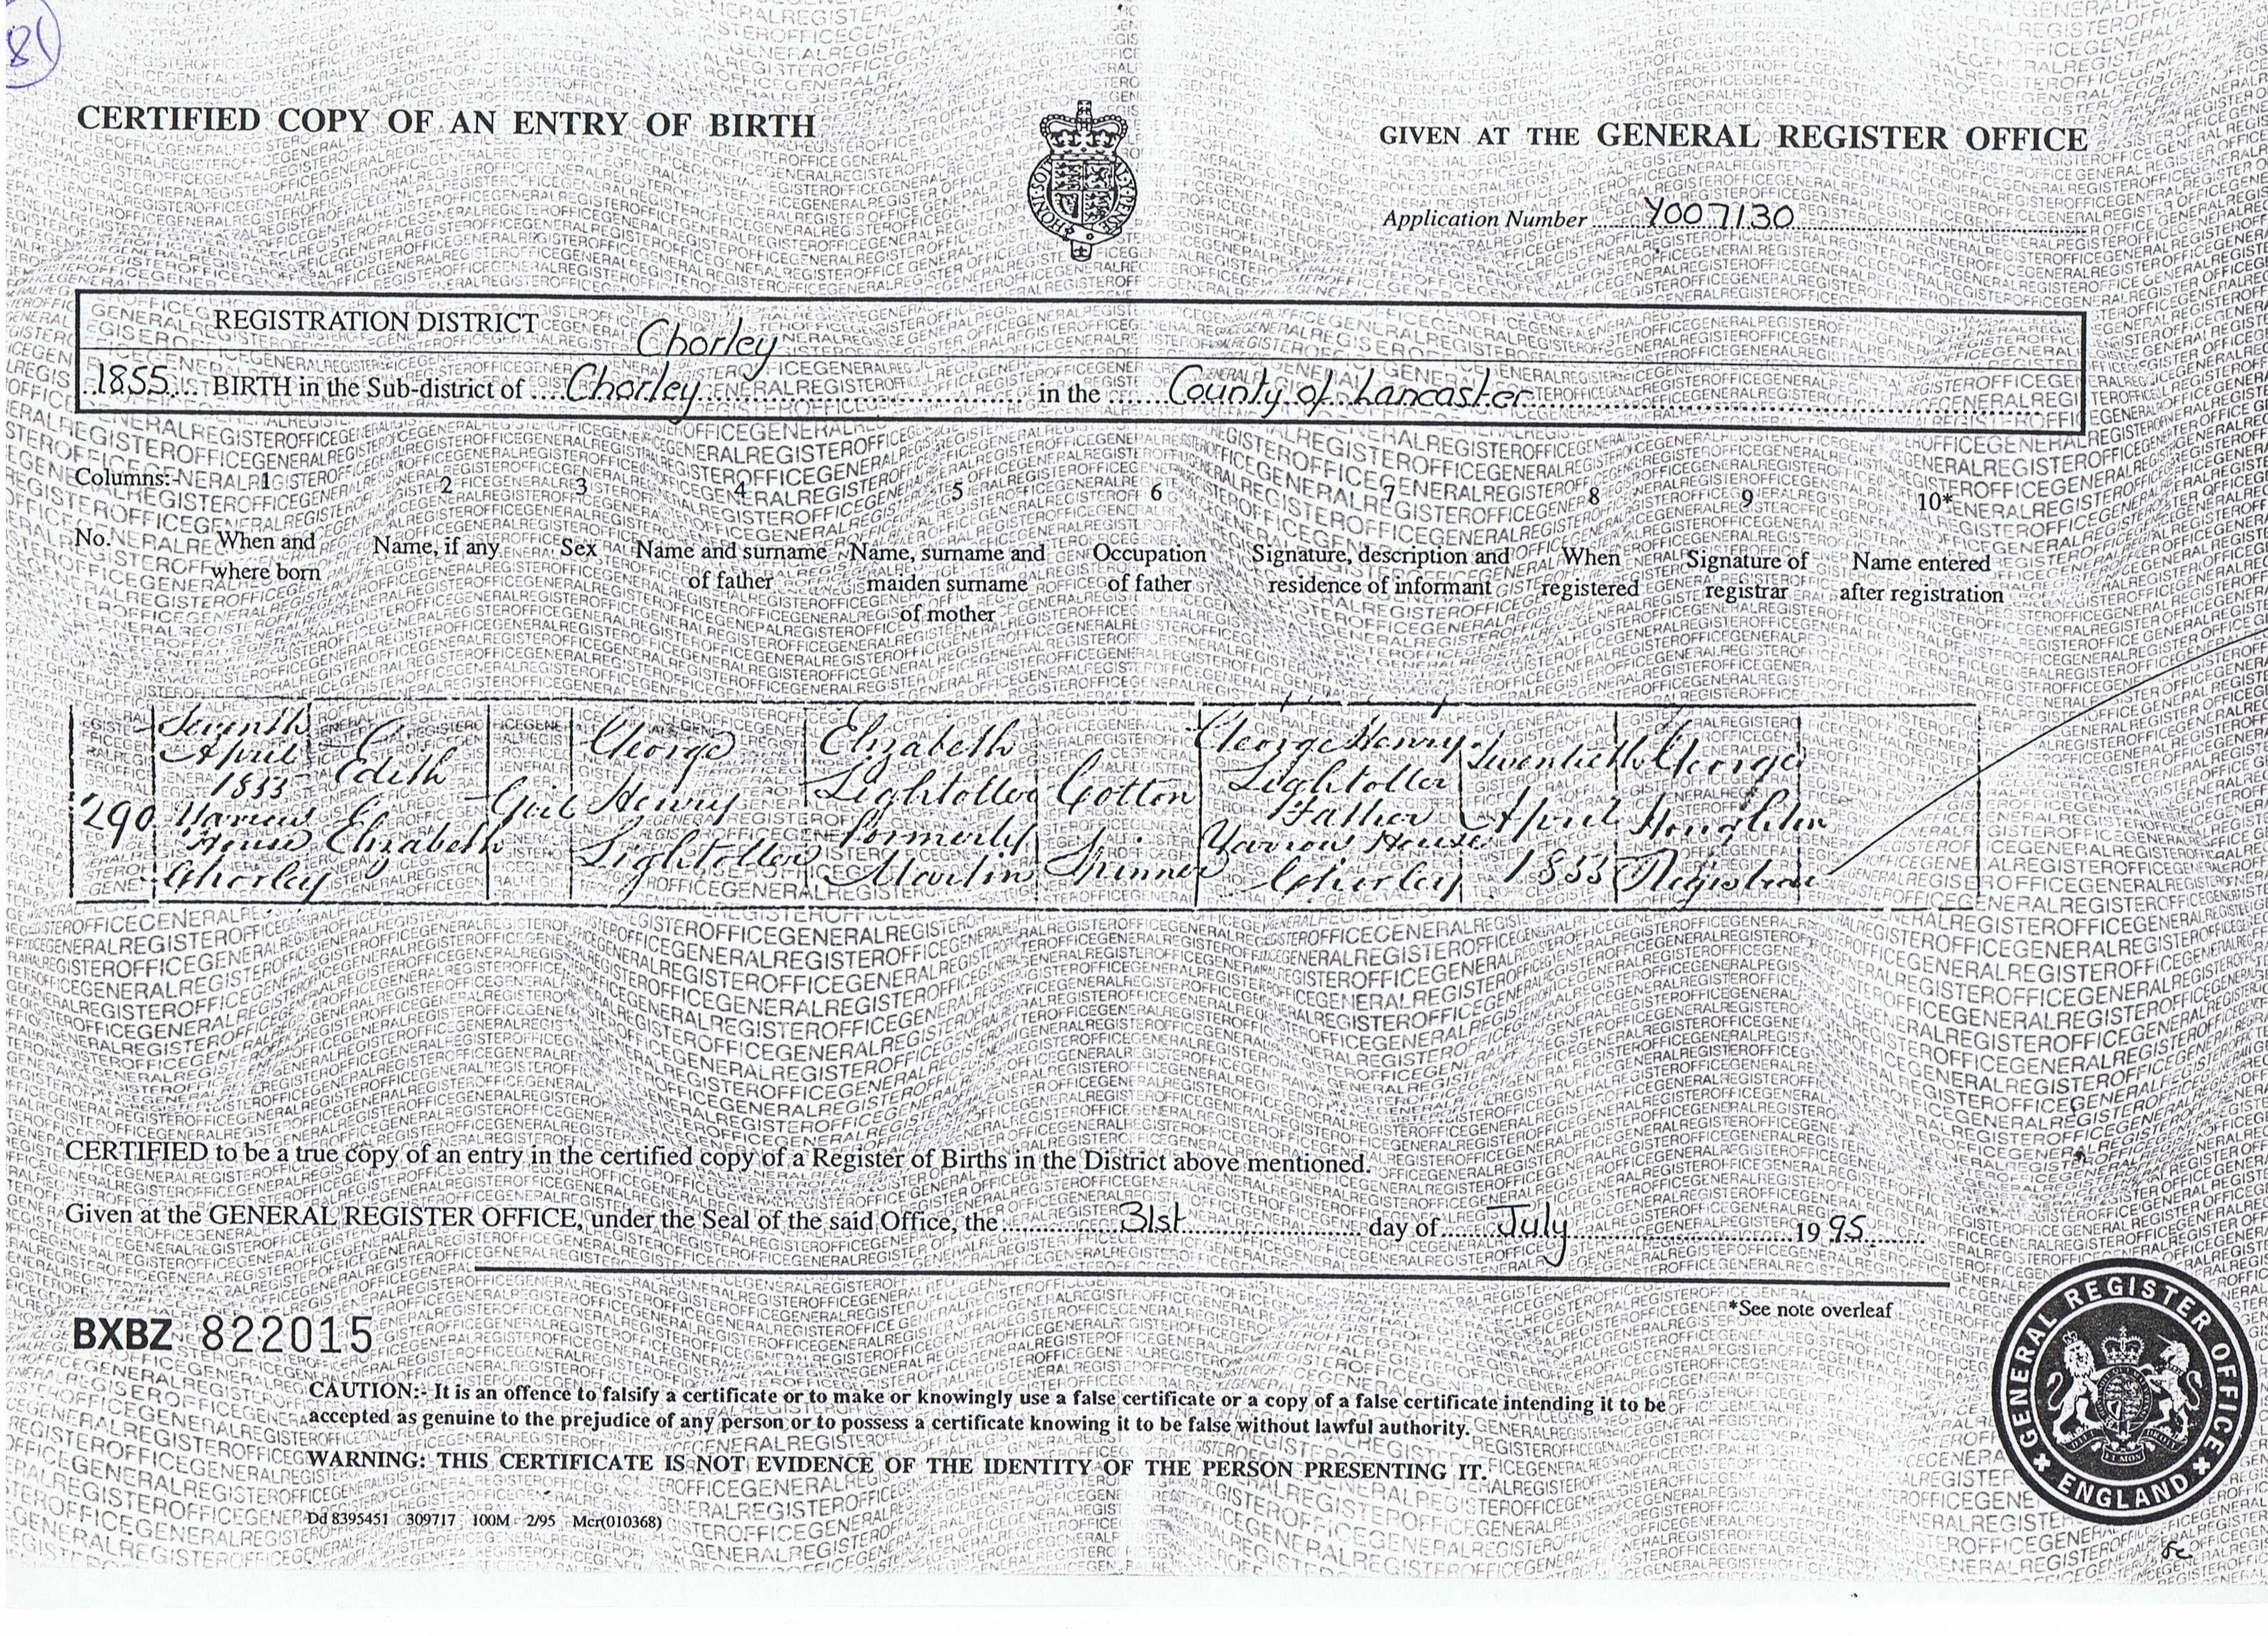 81
CERTIFIED COPY OF AN ENTRY OF BIRTH
GIVEN AT THE GENERAL REGISTER OFFICE
Application Number Y007130
REGISTRATION DISTRICT Chorley
1855 BIRTH in the Sub-district of Chorley in the County of Lancaster
Columns:- 1 2 3 4 5 6 7 8 9 10*
No. When and where born Name, if any Sex Name and surname of father Name, surname and maiden surname of mother Occupation of father Signature, description and residence of informant When registered Signature of registrar Name entered after registration
290
Seventh
April
1855
Yarrow
House
Chorley
Edith
Elizabeth
Girl
George
Henry
Lightoller
Elizabeth
Lightoller
formerly
Martin
Cotton
Spinner
George Henry
Lightoller
Father
Yarrow House
Chorley
Twentieth
April
1855
George
Houghton
Registrar
CERTIFIED to be a true copy of an entry in the certified copy of a Register of Births in the District above mentioned.
Given at the GENERAL REGISTER OFFICE, under the Seal of the said Office, the 31st day of July 1995
*See note overleaf
BXBZ 822015
CAUTION:- It is an offence to falsify a certificate or to make or knowingly use a false certificate or a copy of a false certificate intending it to be
accepted as genuine to the prejudice of any person or to possess a certificate knowing it to be false without lawful authority.
WARNING: THIS CERTIFICATE IS NOT EVIDENCE OF THE IDENTITY OF THE PERSON PRESENTING IT.
Dd 8395451 309717 100M 2/95 Mcr(010368)
GENERAL REGISTER OFFICE
ENGLAND